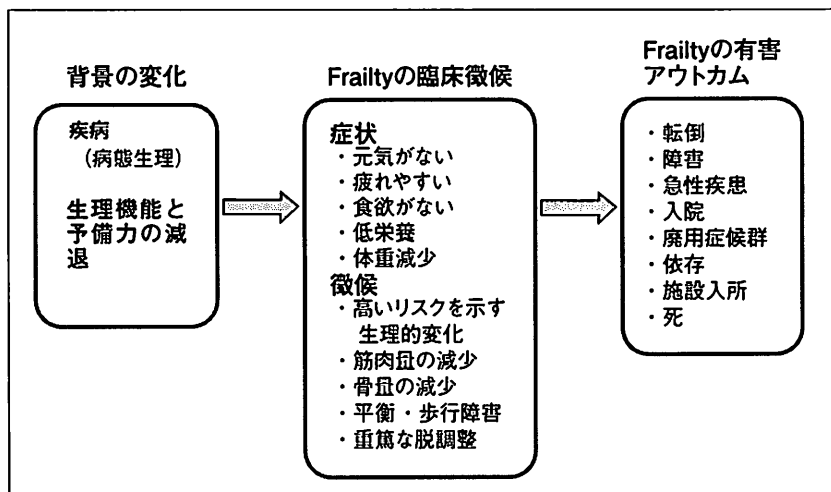 背景の変化
疾病
(病態生理)
生理機能と
予備力の減
退
Frailtyの臨床徴候
症状
・元気がない
・疲れやすい
・食欲がない
・低栄養
・体重減少
徴候
・高いリスクを示す
生理的変化
・筋肉量の減少
・骨量の減少
・平衡・歩行障害
・重篤な脱調整
Frailtyの有害
アウトカム
・転倒
・障害
・急性疾患
・入院
・廃用症候群
・依存
・施設入所
・死